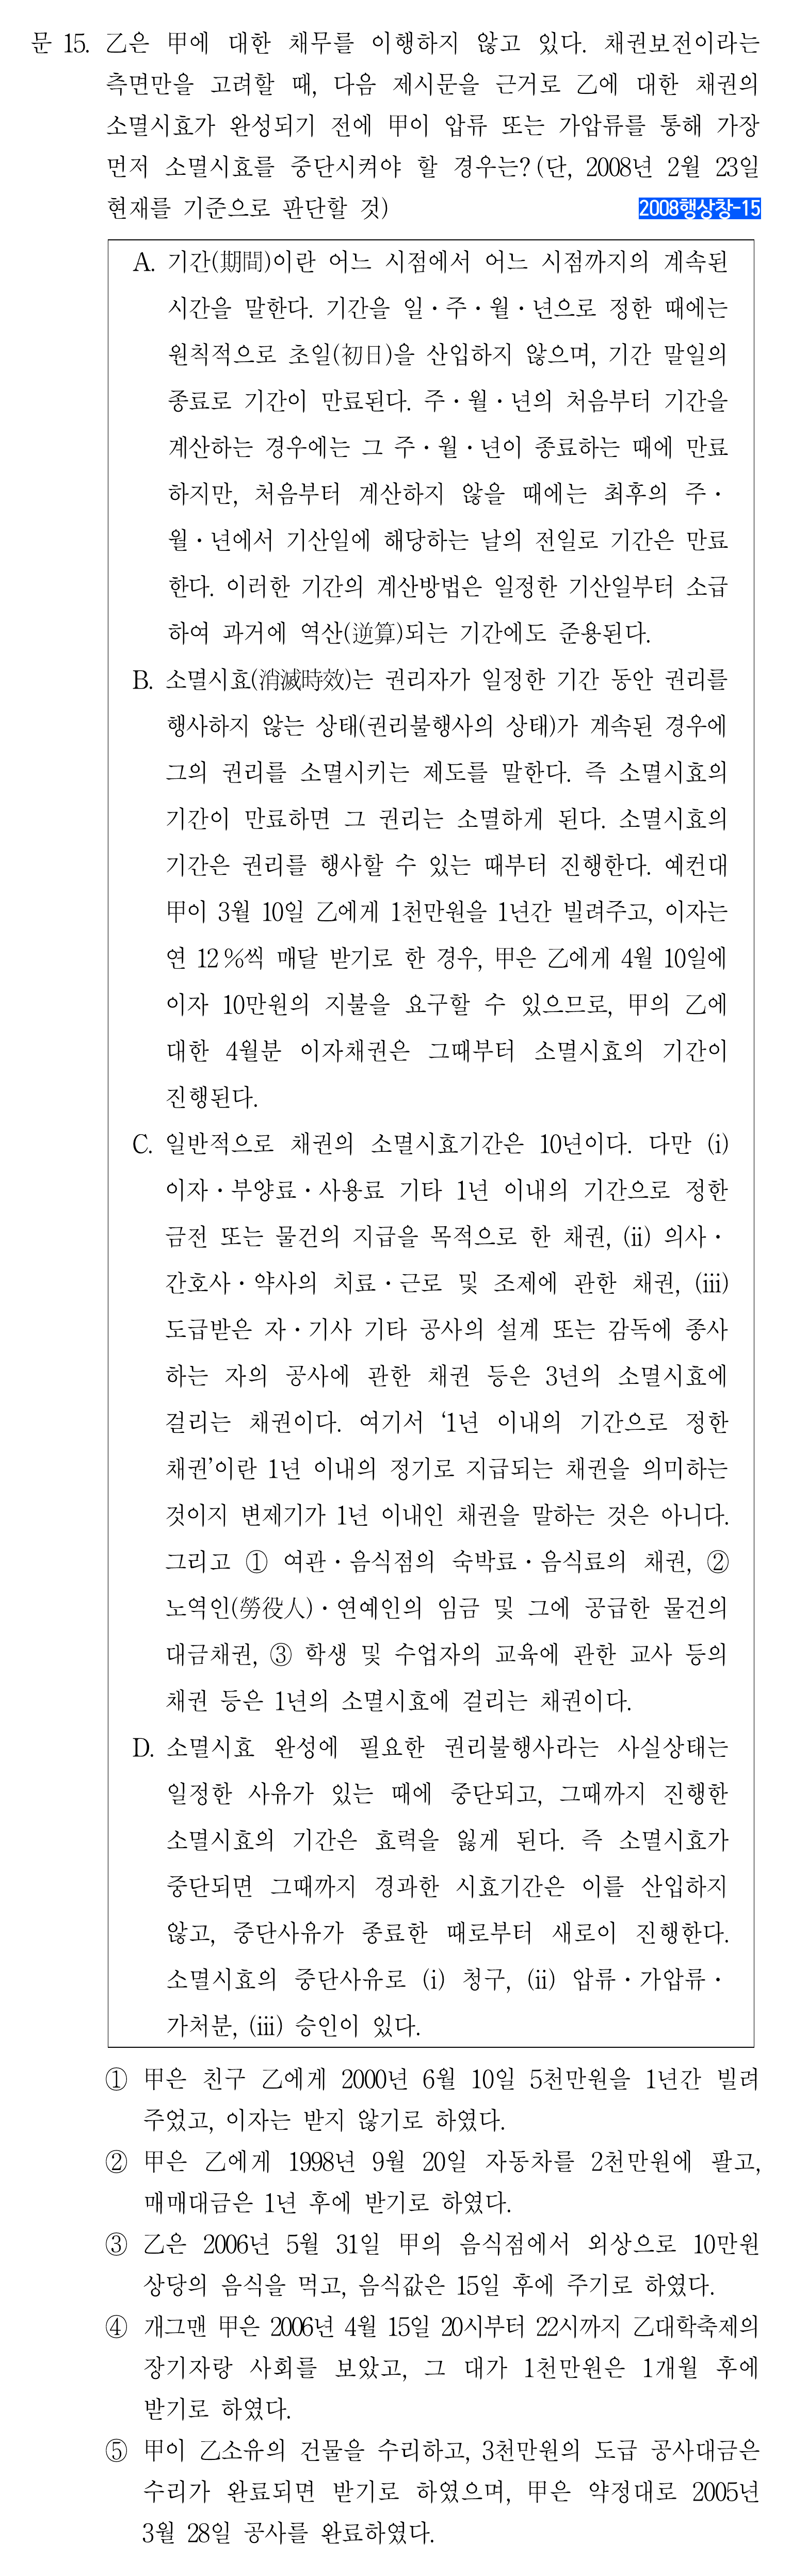 문 15. 乙은 甲에 대한 채무를 이행하지 않고 있다. 채권보전이라는
측면만을 고려할 때, 다음 제시문을 근거로 乙에 대한 채권의
소멸시효가 완성되기 전에 甲이 압류 또는 가압류를 통해 가장
먼저 소멸시효를 중단시켜야 할 경우는?(단, 2008년 2월 23일
현재를 기준으로 판단할 것) 2008행상창-15
A. 기간(期間)이란 어느 시점에서 어느 시점까지의 계속된
시간을 말한다. 기간을 일·주·월·년으로 정한 때에는
원칙적으로 초일(初日)을 산입하지 않으며, 기간 말일의
종료로 기간이 만료된다. 주·월·년의 처음부터 기간을
계산하는 경우에는 그 주·월·년이 종료하는 때에 만료
하지만, 처음부터 계산하지 않을 때에는 최후의 주·
월·년에서 기산일에 해당하는 날의 전일로 기간은 만료
한다. 이러한 기간의 계산방법은 일정한 기산일부터 소급
하여 과거에 역산(逆算)되는 기간에도 준용된다.
B. 소멸시효(消滅時效)는 권리자가 일정한 기간 동안 권리를
행사하지 않는 상태(권리불행사의 상태)가 계속된 경우에
그의 권리를 소멸시키는 제도를 말한다. 즉 소멸시효의
기간이 만료하면 그 권리는 소멸하게 된다. 소멸시효의
기간은 권리를 행사할 수 있는 때부터 진행한다. 예컨대
甲이 3월 10일 乙에게 1천만원을 1년간 빌려주고, 이자는
연 12%씩 매달 받기로 한 경우, 甲은 乙에게 4월 10일에
이자 10만원의 지불을 요구할 수 있으므로, 甲의 乙에
대한 4월분 이자채권은 그때부터 소멸시효의 기간이
진행된다.
C. 일반적으로 채권의 소멸시효기간은 10년이다. 다만 (i)
이자·부양료·사용료 기타 1년 이내의 기간으로 정한
금전 또는 물건의 지급을 목적으로 한 채권, (ii) 의사·
간호사·약사의 치료·근로 및 조제에 관한 채권, (iii)
도급받은 자·기사 기타 공사의 설계 또는 감독에 종사
하는 자의 공사에 관한 채권 등은 3년의 소멸시효에
걸리는 채권이다. 여기서 ‘1년 이내의 기간으로 정한
채권’이란 1년 이내의 정기로 지급되는 채권을 의미하는
것이지 변제기가 1년 이내인 채권을 말하는 것은 아니다.
그리고 ① 여관·음식점의 숙박료·음식료의 채권, ②
노역인(勞役人)·연예인의 임금 및 그에 공급한 물건의
대금채권, ③ 학생 및 수업자의 교육에 관한 교사 등의
채권 등은 1년의 소멸시효에 걸리는 채권이다.
D. 소멸시효 완성에 필요한 권리불행사라는 사실상태는
일정한 사유가 있는 때에 중단되고, 그때까지 진행한
소멸시효의 기간은 효력을 잃게 된다. 즉 소멸시효가
중단되면 그때까지 경과한 시효기간은 이를 산입하지
않고, 중단사유가 종료한 때로부터 새로이 진행한다.
소멸시효의 중단사유로 (i) 청구, (ii) 압류·가압류·
가처분, (iii) 승인이 있다.
① 甲은 친구 乙에게 2000년 6월 10일 5천만원을 1년간 빌려
주었고, 이자는 받지 않기로 하였다.
② 甲은 乙에게 1998년 9월 20일 자동차를 2천만원에 팔고,
매매대금은 1년 후에 받기로 하였다.
③ 乙은 2006년 5월 31일 甲의 음식점에서 외상으로 10만원
상당의 음식을 먹고, 음식값은 15일 후에 주기로 하였다.
④ 개그맨 甲은 2006년 4월 15일 20시부터 22시까지 乙대학축제의
장기자랑 사회를 보았고, 그 대가 1천만원은 1개월 후에
받기로 하였다.
⑤ 甲이 乙소유의 건물을 수리하고, 3천만원의 도급 공사대금은
수리가 완료되면 받기로 하였으며, 甲은 약정대로 2005년
3월 28일 공사를 완료하였다.